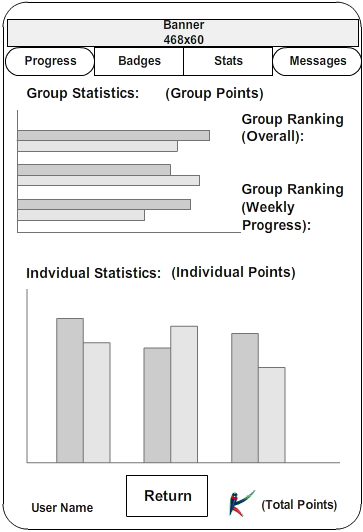 Banner
468x60
Progress
Badges
Stats
Messages
Group Statistics: (Group Points)
Group Ranking
(Overall):
Group Ranking
(Weekly
Progress):
Indvidual Statistics: (Individual Points)
User Name
Return
(Total Points)